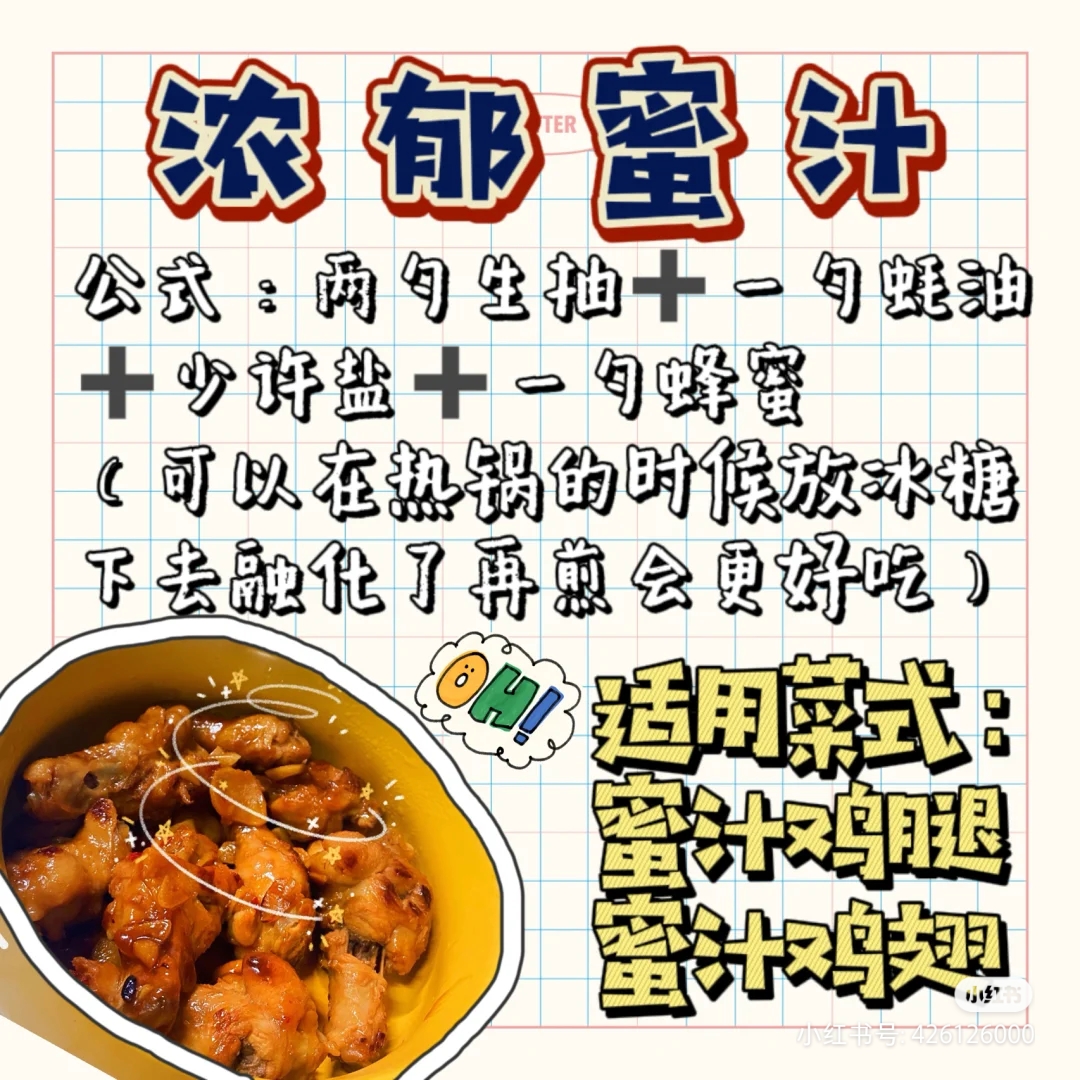 浓郁蜜汁
TER
公式：两勺生抽➕一勺蚝油
➕少许盐➕一勺蜂蜜
（可以在热锅的时候放冰糖
下去融化了再煎会更好吃）
OH!
适用菜式：
蜜汁鸡腿
蜜汁鸡翅
小红书
小红书号: 426126000